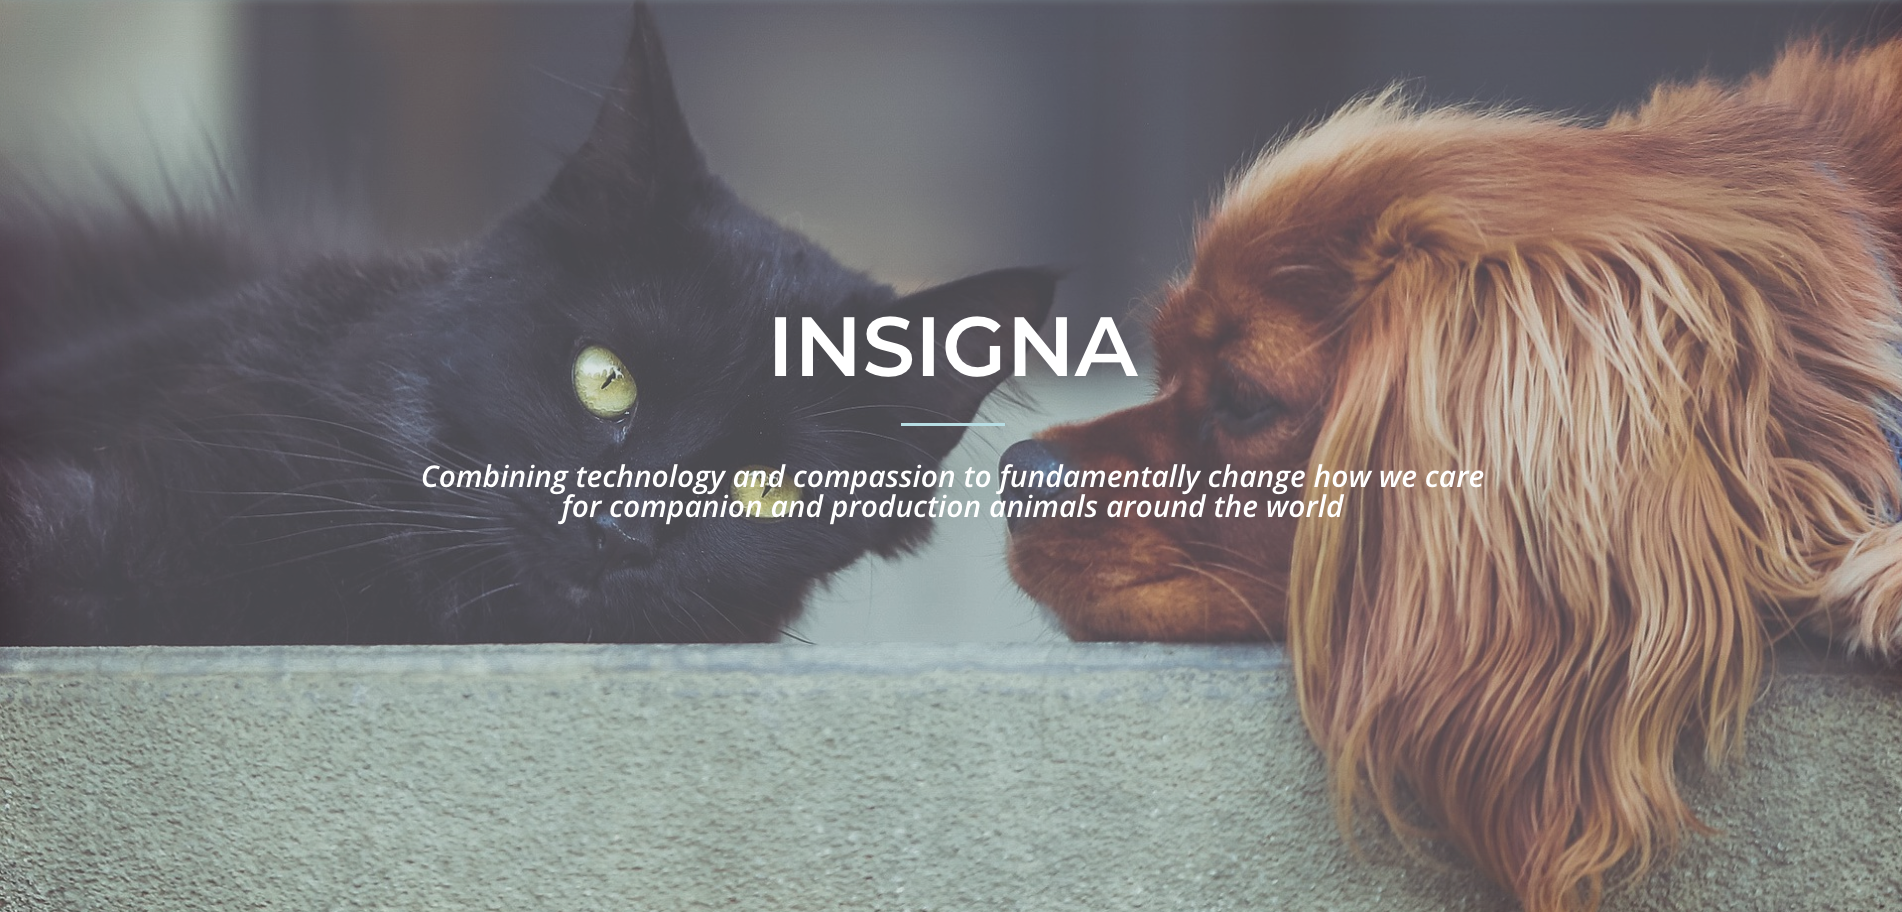 INSIGNA
Combining technology and compassion to fundamentally change how we care
for companion and production animals around the world